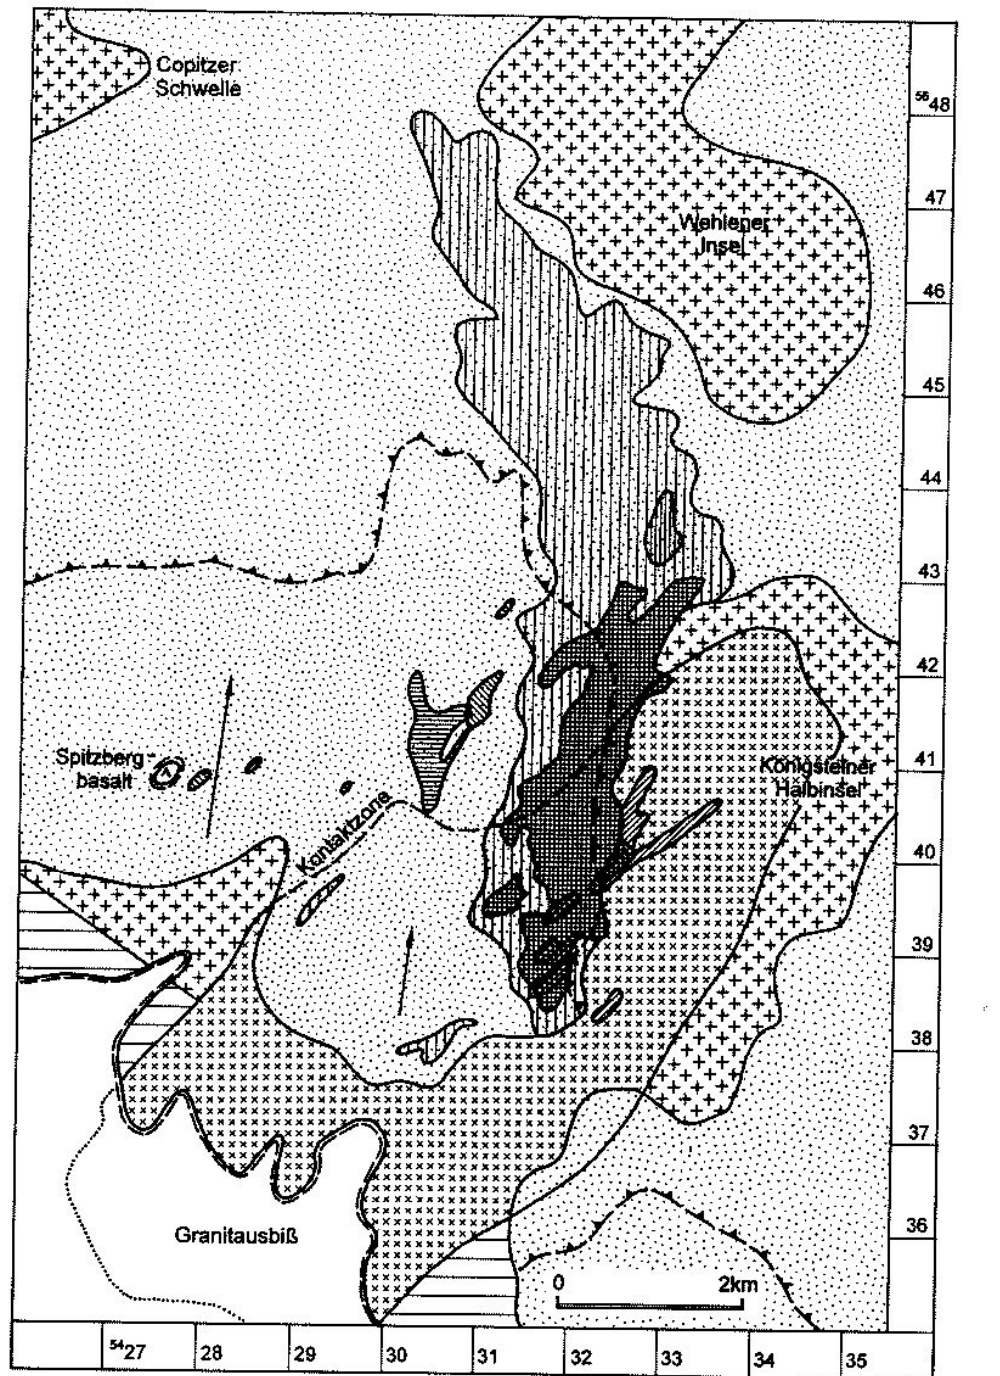 Copitzer
Schwelle
⁵⁶48
47
Wehlener
Insel
46
45
44
43
42
Spitzberg
basalt
41
Königsteiner
Halbinsel
Kontaktzone
40
39
38
37
Granitausbiß
36
0 2km
⁵⁴27 28 29 30 31 32 33 34 35